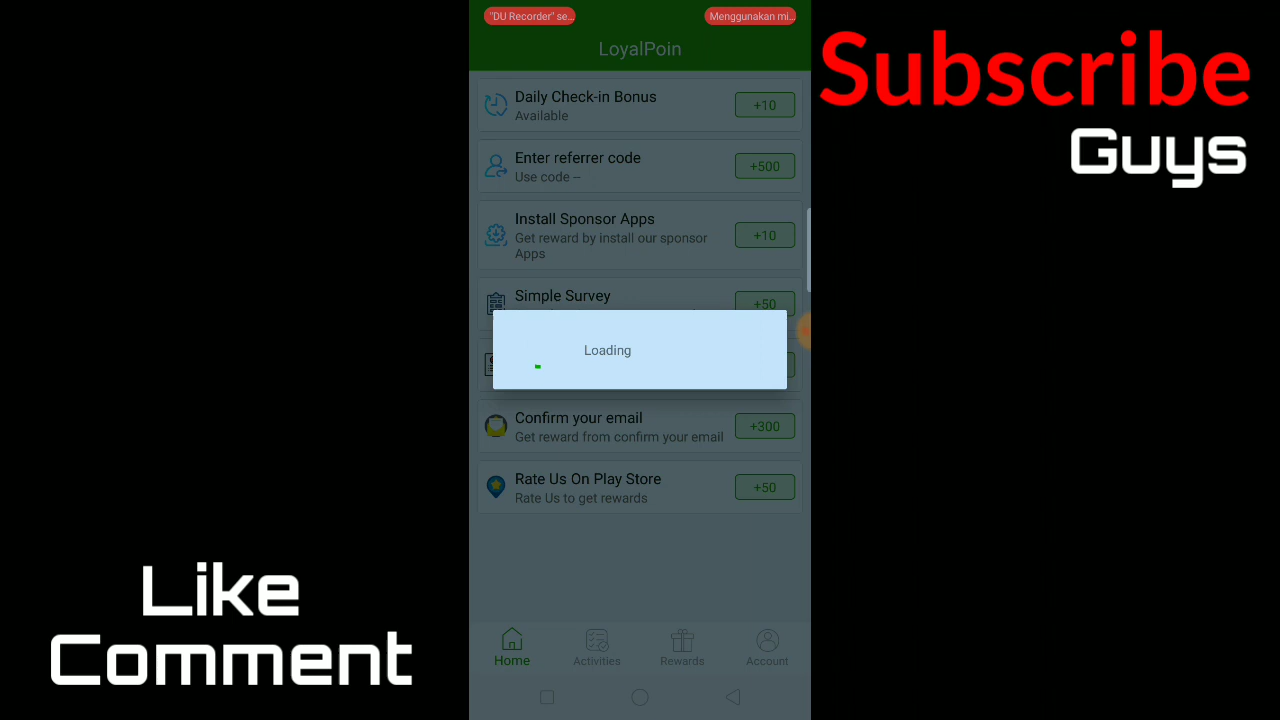 "DU Recorder" se...
Menggunakan mi...
LoyalPoin
Subscribe
Guys
Daily Check-in Bonus
Available
+10
Enter referrer code
Use code --
+500
Install Sponsor Apps
Get reward by install our sponsor
Apps
+10
Simple Survey
+50
Loading
Confirm your email
Get reward from confirm your email
+300
Rate Us On Play Store
Rate Us to get rewards
+50
Like
Comment
Home
Activities
Rewards
Account